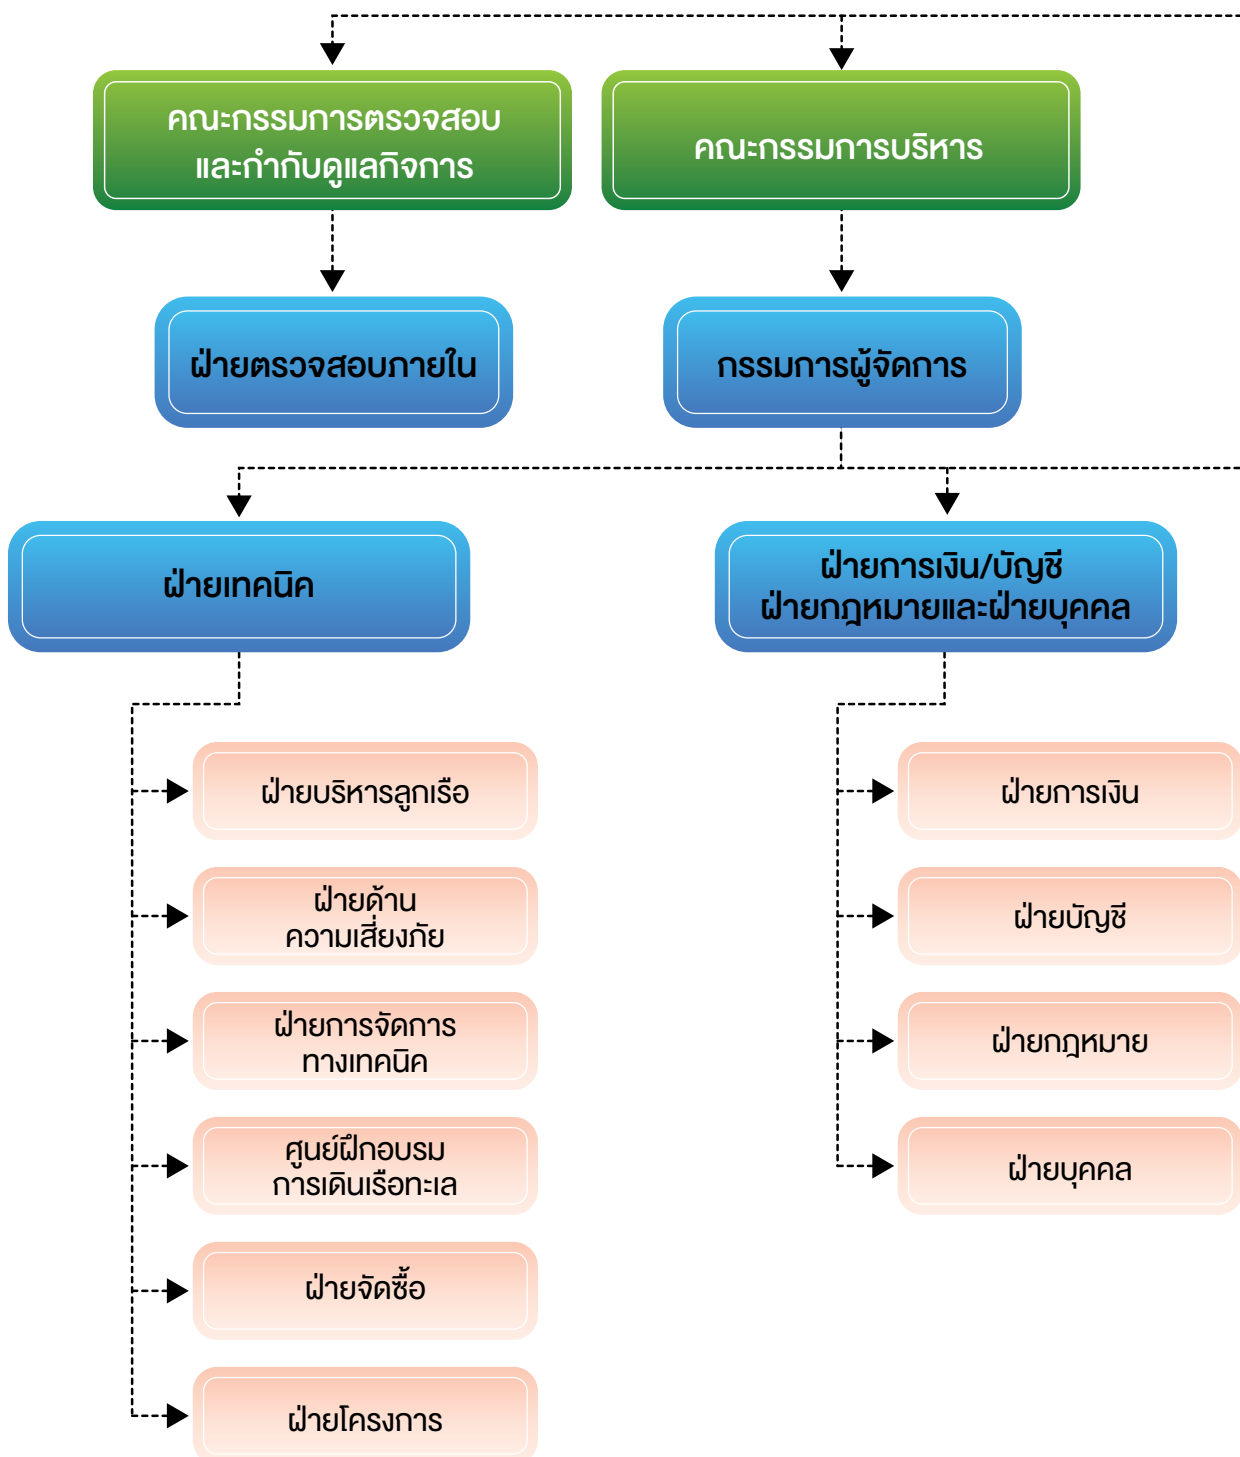 คณะกรรมการตรวจสอบ
และกำกับดูแลกิจการ
คณะกรรมการบริหาร
ฝ่ายตรวจสอบภายใน
กรรมการผู้จัดการ
ฝ่ายเทคนิค
ฝ่ายการเงิน/บัญชี
ฝ่ายกฎหมายและฝ่ายบุคคล
ฝ่ายบริหารลูกเรือ
ฝ่ายด้าน
ความเสี่ยงภัย
ฝ่ายการจัดการ
ทางเทคนิค
ศูนย์ฝึกอบรม
การเดินเรือทะเล
ฝ่ายจัดซื้อ
ฝ่ายโครงการ
ฝ่ายการเงิน
ฝ่ายบัญชี
ฝ่ายกฎหมาย
ฝ่ายบุคคล